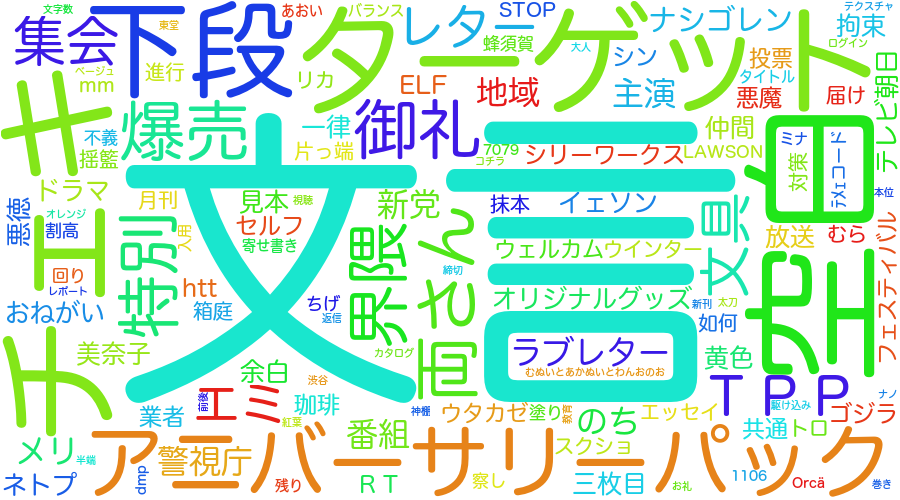 文字数
東堂
あおい
バランス
STOP
テクスチャ
下段
ターゲット
レター
ナシゴレン
拘束
ログイン
集会
蜂須賀
大人
シン
投票
ページュ
mm
進行
リカ
ELF
地域
主演
タイトル
悪魔
届け
テレビ朝日
キ
爆売
御礼
一律
片っ端
不義
揺籃
7079
コチラ
シリーワークス
仲間
LAWSON
空白
ミナ
対策
テメェコード
文言
ドラマ
月刊
見本
視聴
セルフ
寄せ書き
新党
抹本
イェソン
文具
本位
悪徳
オレンジ
割高
エ
特別
入用
界隈
両さん
ウェルカム
ウインター
放送
むら
フェスティバル
回り
レポート
htt
箱庭
ちげ
返信
締切
オリジナルグッズ
新刊
太刀
如何
おねがい
チ
美奈子
余白
渋谷
カタログ
ラブレター
むぬいとあかぬいとわんおのお
黄色
エミ
前後
珈琲
紅葉
神棚
ウタカゼ
塗り
教育
のち
エッセイ
TPP
駆け込み
ナノ
ゴジラ
業者
番組
スクショ
共通
トロ
メリ
半端
アニバーサリーパック
警視庁
ネトプ
dmp
残り
RT
察し
三枚目
お礼
1106
Orcä
巻き